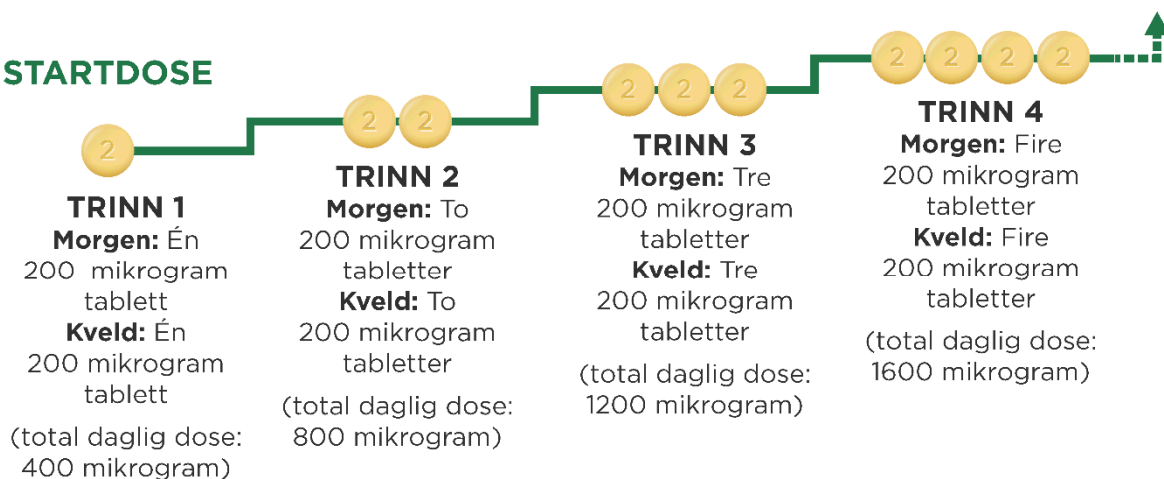 STARTDOSE
2
TRINN 1
Morgen: Én
200 mikrogram
tablett
Kveld: Én
200 mikrogram
tablett
(total daglig dose:
400 mikrogram)
2 2
TRINN 2
Morgen: To
200 mikrogram
tabletter
Kveld: To
200 mikrogram
tabletter
(total daglig dose:
800 mikrogram)
2 2 2
TRINN 3
Morgen: Tre
200 mikrogram
tabletter
Kveld: Tre
200 mikrogram
tabletter
(total daglig dose:
1200 mikrogram)
2 2 2 2
TRINN 4
Morgen: Fire
200 mikrogram
tabletter
Kveld: Fire
200 mikrogram
tabletter
(total daglig dose:
1600 mikrogram)